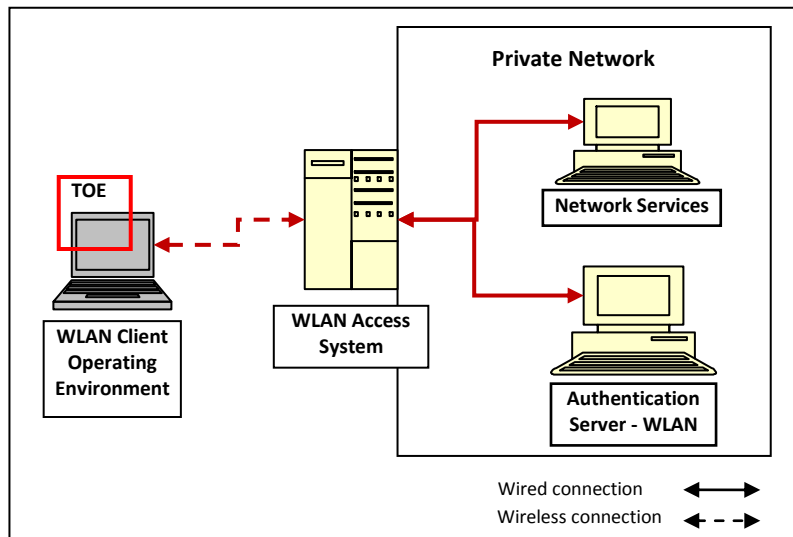 Private Network
TOE
Network Services
WLAN Client
Operating
Environment
WLAN Access
System
Authentication
Server - WLAN
Wired connection
Wireless connection